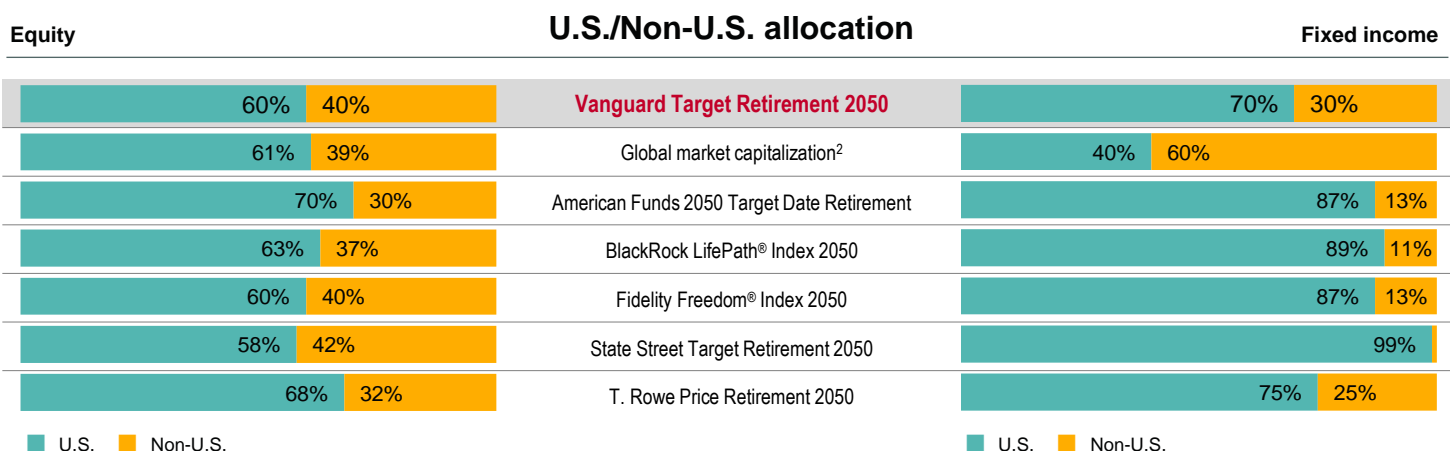 Equity U.S./Non-U.S. allocation Fixed income
60% 40% Vanguard Target Retirement 2050 70% 30%
61% 39% Global market capitalization² 40% 60%
70% 30% American Funds 2050 Target Date Retirement 87% 13%
63% 37% BlackRock LifePath® Index 2050 89% 11%
60% 40% Fidelity Freedom® Index 2050 87% 13%
58% 42% State Street Target Retirement 2050 99%
68% 32% T. Rowe Price Retirement 2050 75% 25%
U.S. Non-U.S. U.S. Non-U.S.